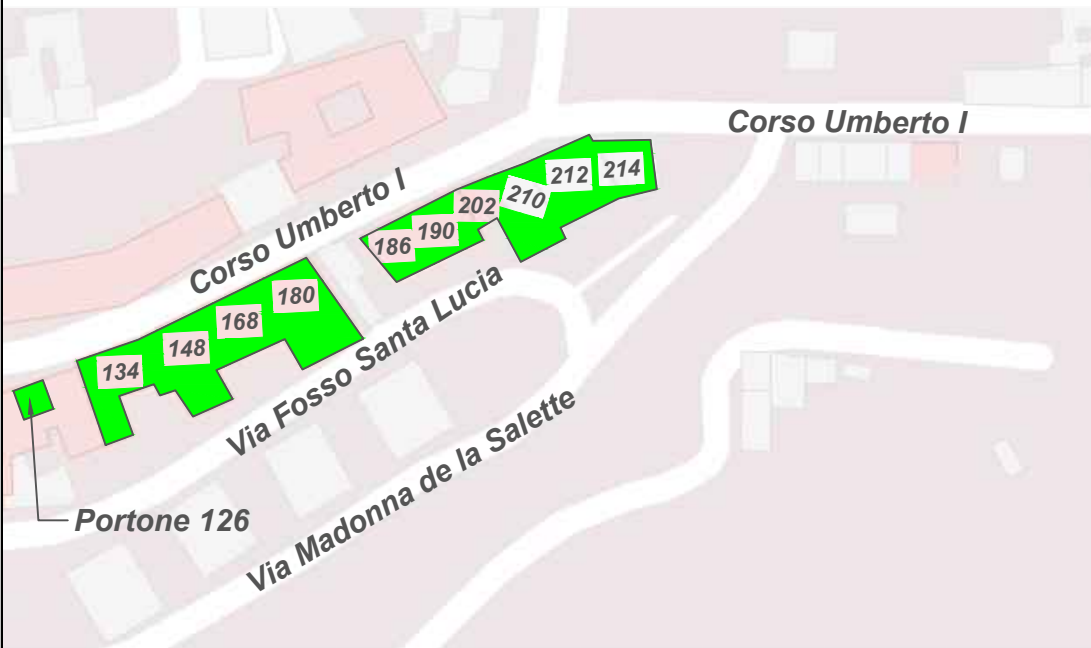 Corso Umberto I
Corso Umberto I
214
212
210
202
190
186
180
168
148
134
Via Fosso Santa Lucia
Via Madonna de la Salette
Portone 126